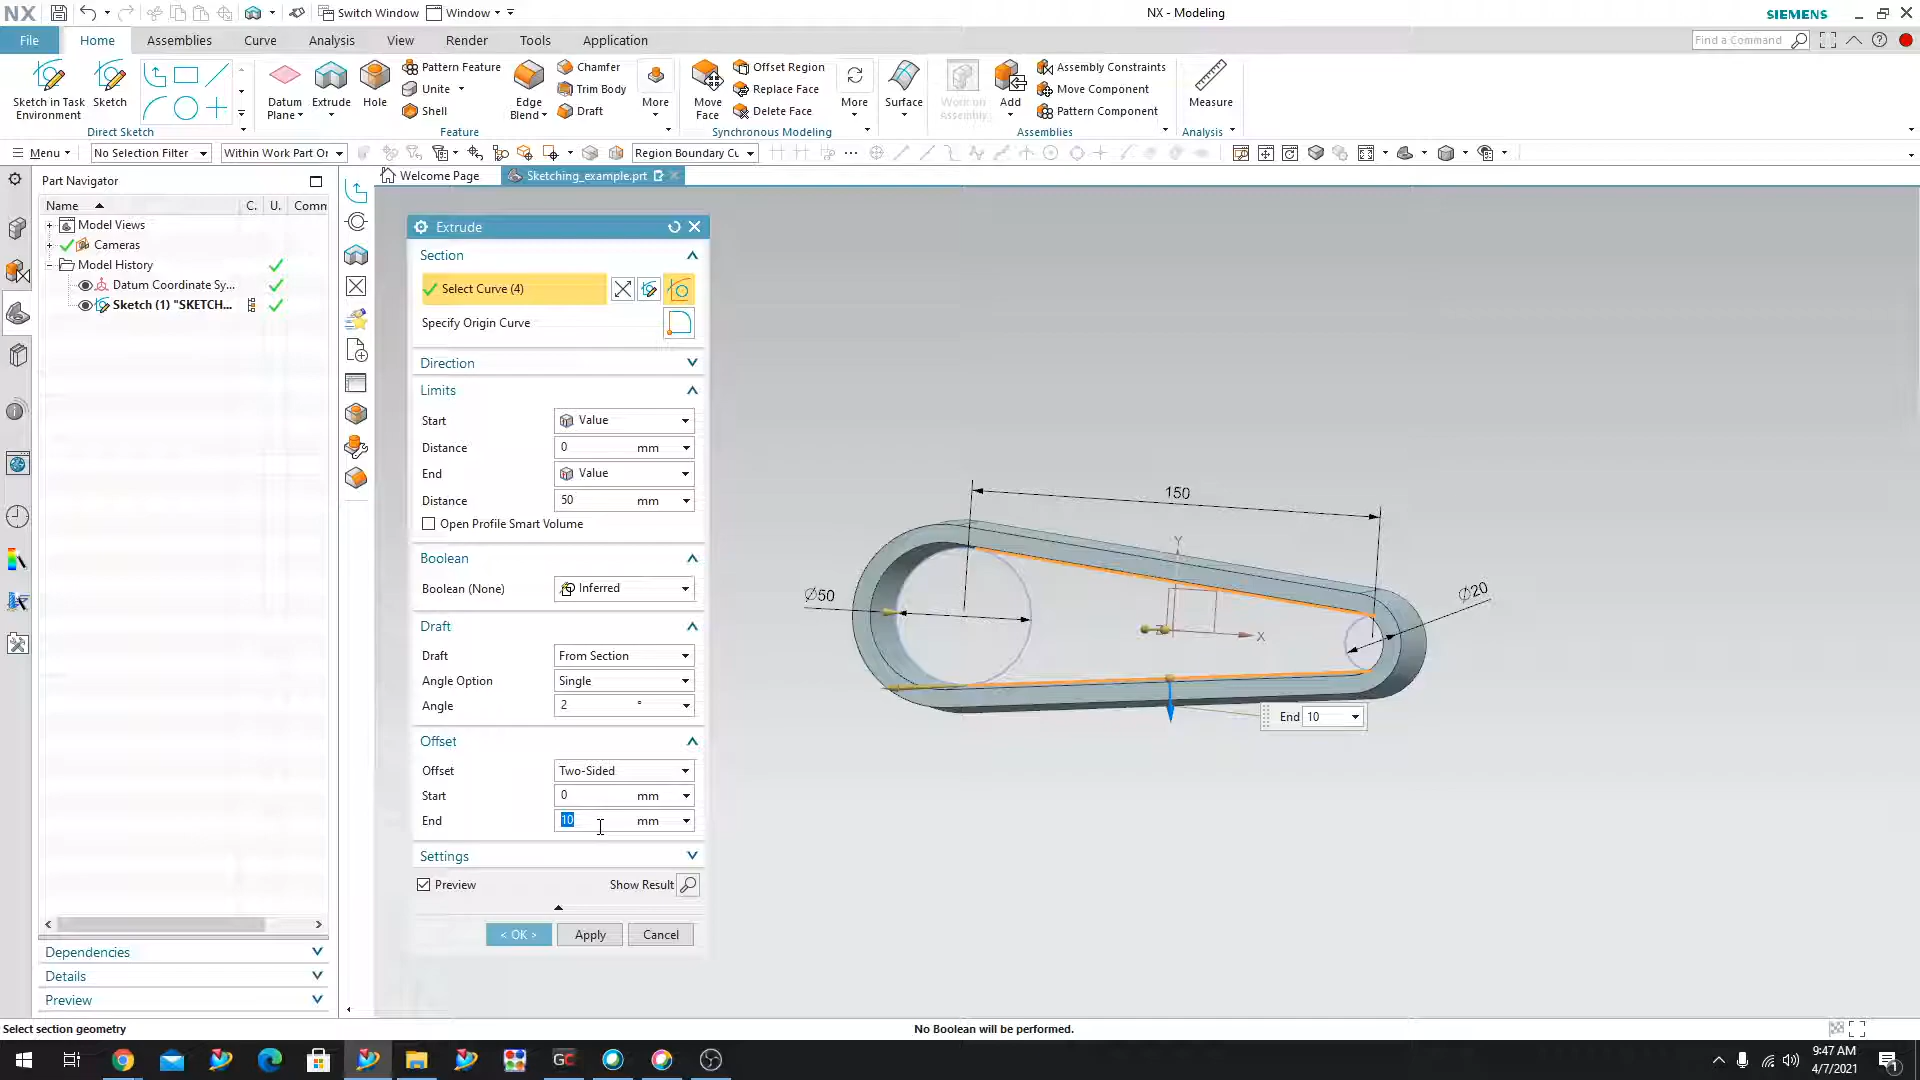 NX
Switch Window
Window
NX - Modeling
SIEMENS
File
Home
Assemblies
Curve
Analysis
View
Render
Tools
Application
Find a Command
Sketch in Task
Environment
Sketch
Direct Sketch
Datum
Plane
Extrude
Hole
Pattern Feature
Unite
Shell
Edge
Blend
Chamfer
Trim Body
Draft
More
Feature
Move
Face
Offset Region
Replace Face
Delete Face
More
Synchronous Modeling
Surface
Work on
Assembly
Add
Assembly Constraints
Move Component
Pattern Component
Assemblies
Measure
Analysis
Menu
No Selection Filter
Within Work Part Or
Region Boundary Cu
Part Navigator
Welcome Page
Sketching_example.prt
Name
C.
U.
Comm
Model Views
Cameras
Model History
Datum Coordinate Sy...
Sketch (1) "SKETCH...
Extrude
Section
Select Curve (4)
Specify Origin Curve
Direction
Limits
Start
Value
Distance
0
mm
End
Value
Distance
50
mm
Open Profile Smart Volume
Boolean
Boolean (None)
Inferred
Draft
Draft
From Section
Angle Option
Single
Angle
2
°
Offset
Offset
Two-Sided
Start
0
mm
End
10
mm
Settings
Preview
Show Result
< OK >
Apply
Cancel
150
Y
Ø50
Ø20
Z
X
End 10
Dependencies
Details
Preview
Select section geometry
No Boolean will be performed.
GC
9:47 AM
4/7/2021
1